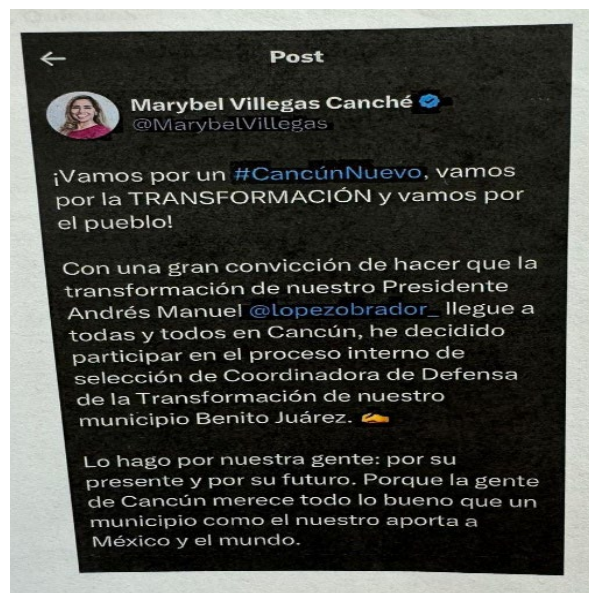 Post
Marybel Villegas Canché
@MarybelVillegas
¡Vamos por un #CancúnNuevo, vamos
por la TRANSFORMACIÓN y vamos por
el pueblo!
Con una gran convicción de hacer que la
transformación de nuestro Presidente
Andrés Manuel @lopezobrador_ llegue a
todas y todos en Cancún, he decidido
participar en el proceso interno de
selección de Coordinadora de Defensa
de la Transformación de nuestro
municipio Benito Juárez. ✍️
Lo hago por nuestra gente: por su
presente y por su futuro. Porque la gente
de Cancún merece todo lo bueno que un
municipio como el nuestro aporta a
México y el mundo.